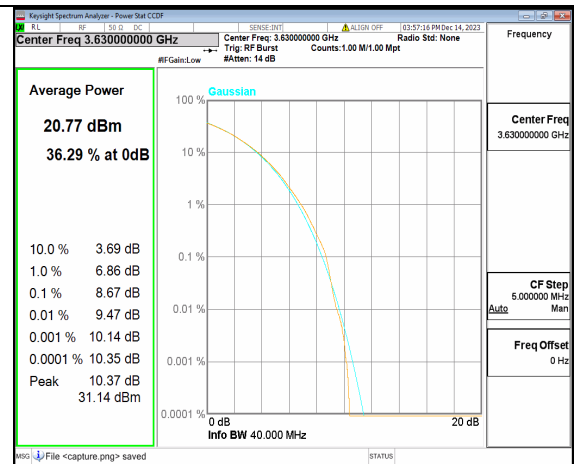 Keysight Spectrum Analyzer - Power Stat CCDF
RL RF 50 Ω DC SENSE:INT ALIGN OFF 03:57:16 PM Dec 14, 2023
Center Freq 3.630000000 GHz
Center Freq: 3.630000000 GHz Radio Std: None
Trig: RF Burst Counts:1.00 M/1.00 Mpt
#IFGain:Low #Atten: 14 dB
Frequency
Average Power
20.77 dBm
36.29 % at 0dB
10.0 % 3.69 dB
1.0 % 6.86 dB
0.1 % 8.67 dB
0.01 % 9.47 dB
0.001 % 10.14 dB
0.0001 % 10.35 dB
Peak 10.37 dB
31.14 dBm
Gaussian
100 %
10 %
1 %
0.1 %
0.01 %
0.001 %
0.0001 %
0 dB 20 dB
Info BW 40.000 MHz
Center Freq
3.630000000 GHz
CF Step
5.000000 MHz
Auto Man
Freq Offset
0 Hz
MSG File <capture.png> saved STATUS